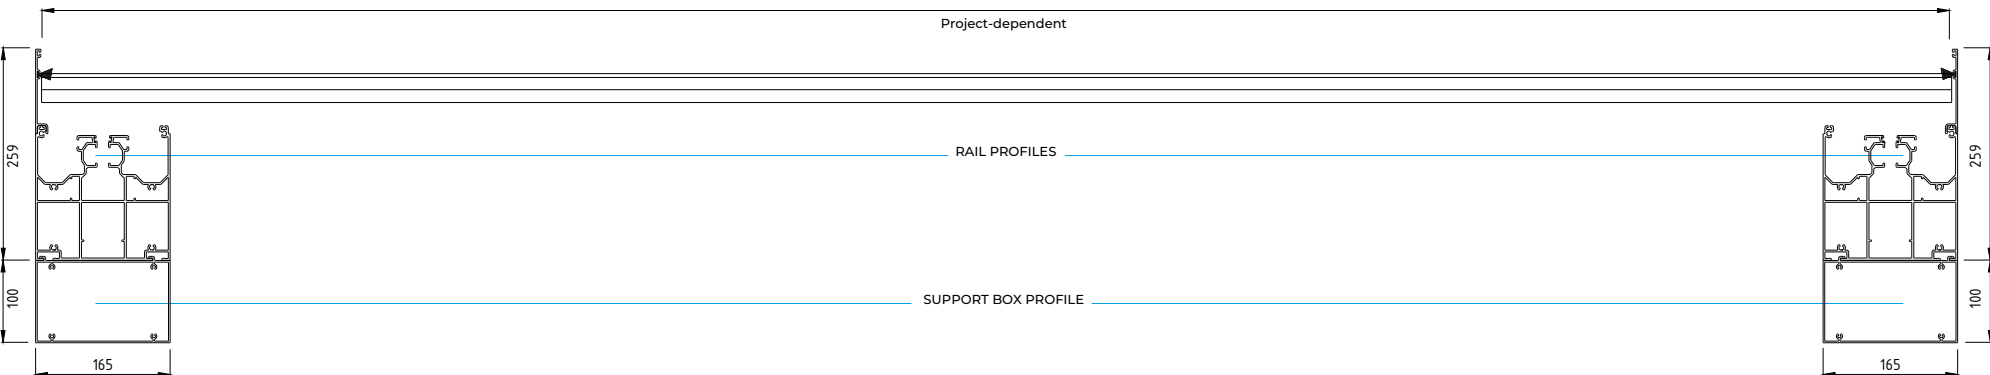 Project-dependent
259
RAIL PROFILES
259
100
SUPPORT BOX PROFILE
100
165
165